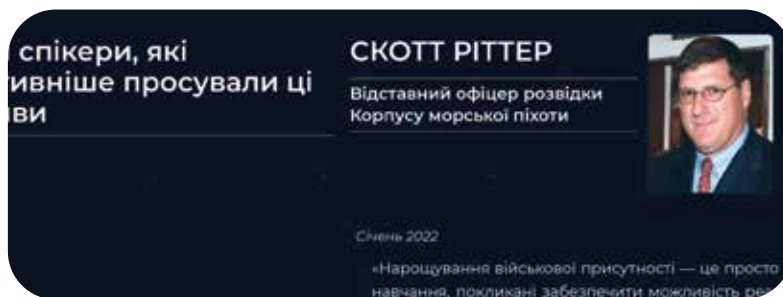 спікери, які
просували ці
СКОТТ РІТТЕР
Відставний офіцер розвідки
Корпусу морської піхоти
Січень 2022
«Нарощування військової присутності — це просто
навчання, покликані забезпечити можливість